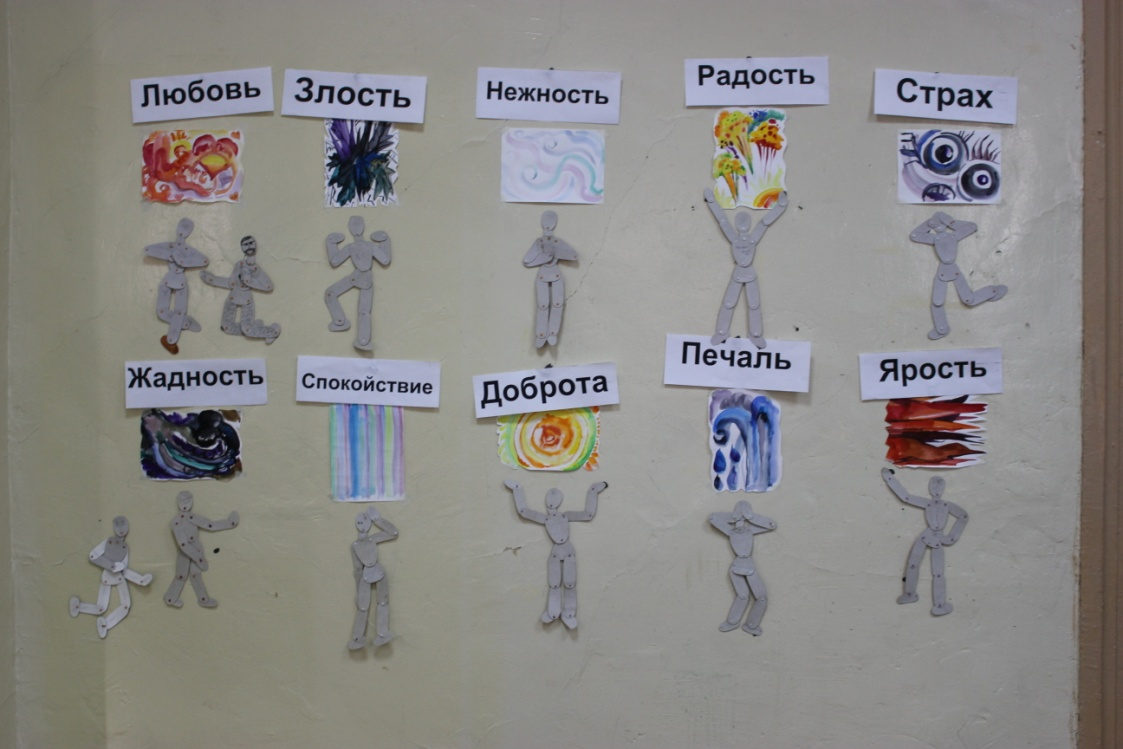 Любовь
Злость
Нежность
Радость
Страх
Жадность
Спокойствие
Доброта
Печаль
Ярость